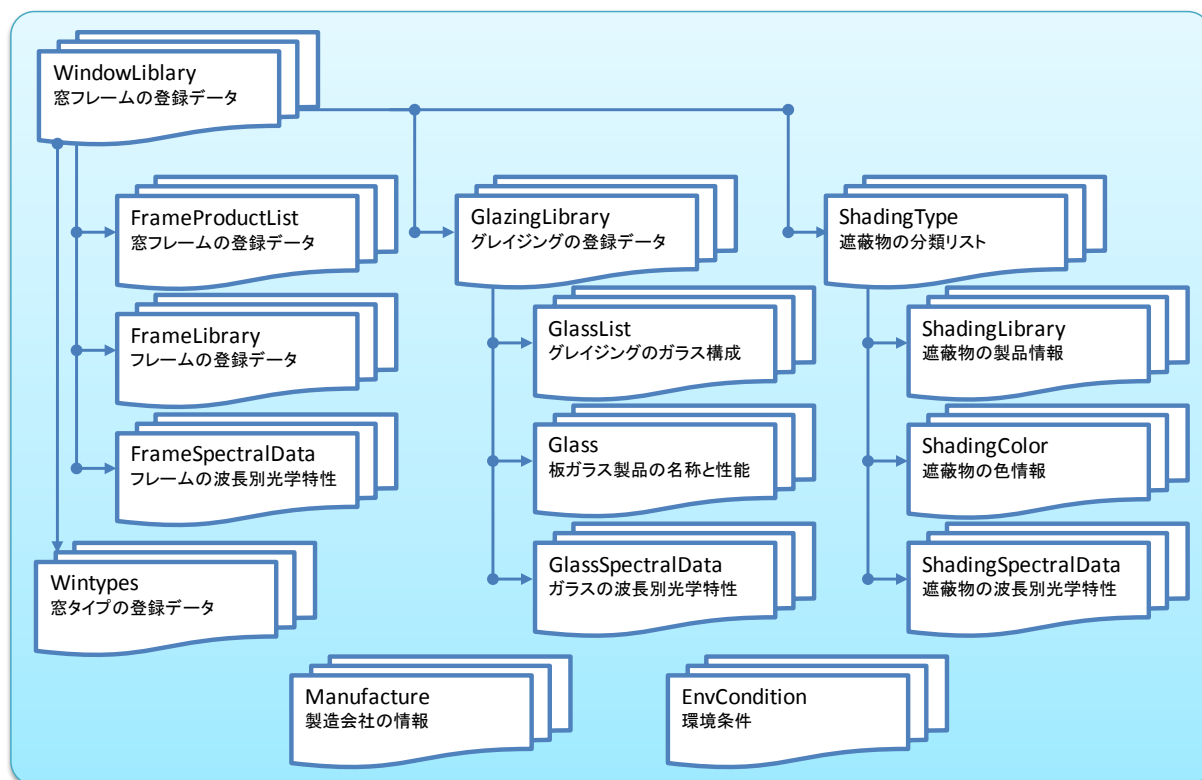 WindowLiblary
窓フレームの登録データ
FrameProductList
窓フレームの登録データ
GlazingLibrary
グレイジングの登録データ
ShadingType
遮蔽物の分類リスト
FrameLibrary
フレームの登録データ
GlassList
グレイジングのガラス構成
ShadingLibrary
遮蔽物の製品情報
FrameSpectralData
フレームの波長別光学特性
Glass
板ガラス製品の名称と性能
ShadingColor
遮蔽物の色情報
Wintypes
窓タイプの登録データ
GlassSpectralData
ガラスの波長別光学特性
ShadingSpectralData
遮蔽物の波長別光学特性
Manufacture
製造会社の情報
EnvCondition
環境条件